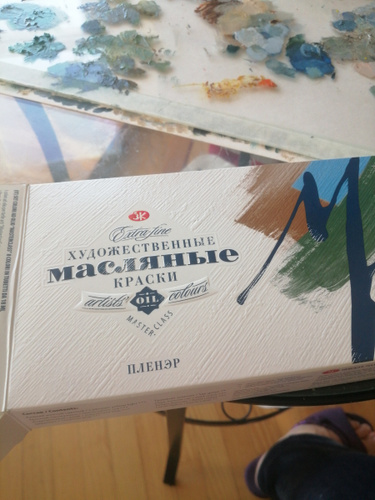 Extra-fine
ХУДОЖЕСТВЕННЫЕ
масляные
КРАСКИ
artists' OIL colours
MASTER-CLASS
ПЛЕНЭР